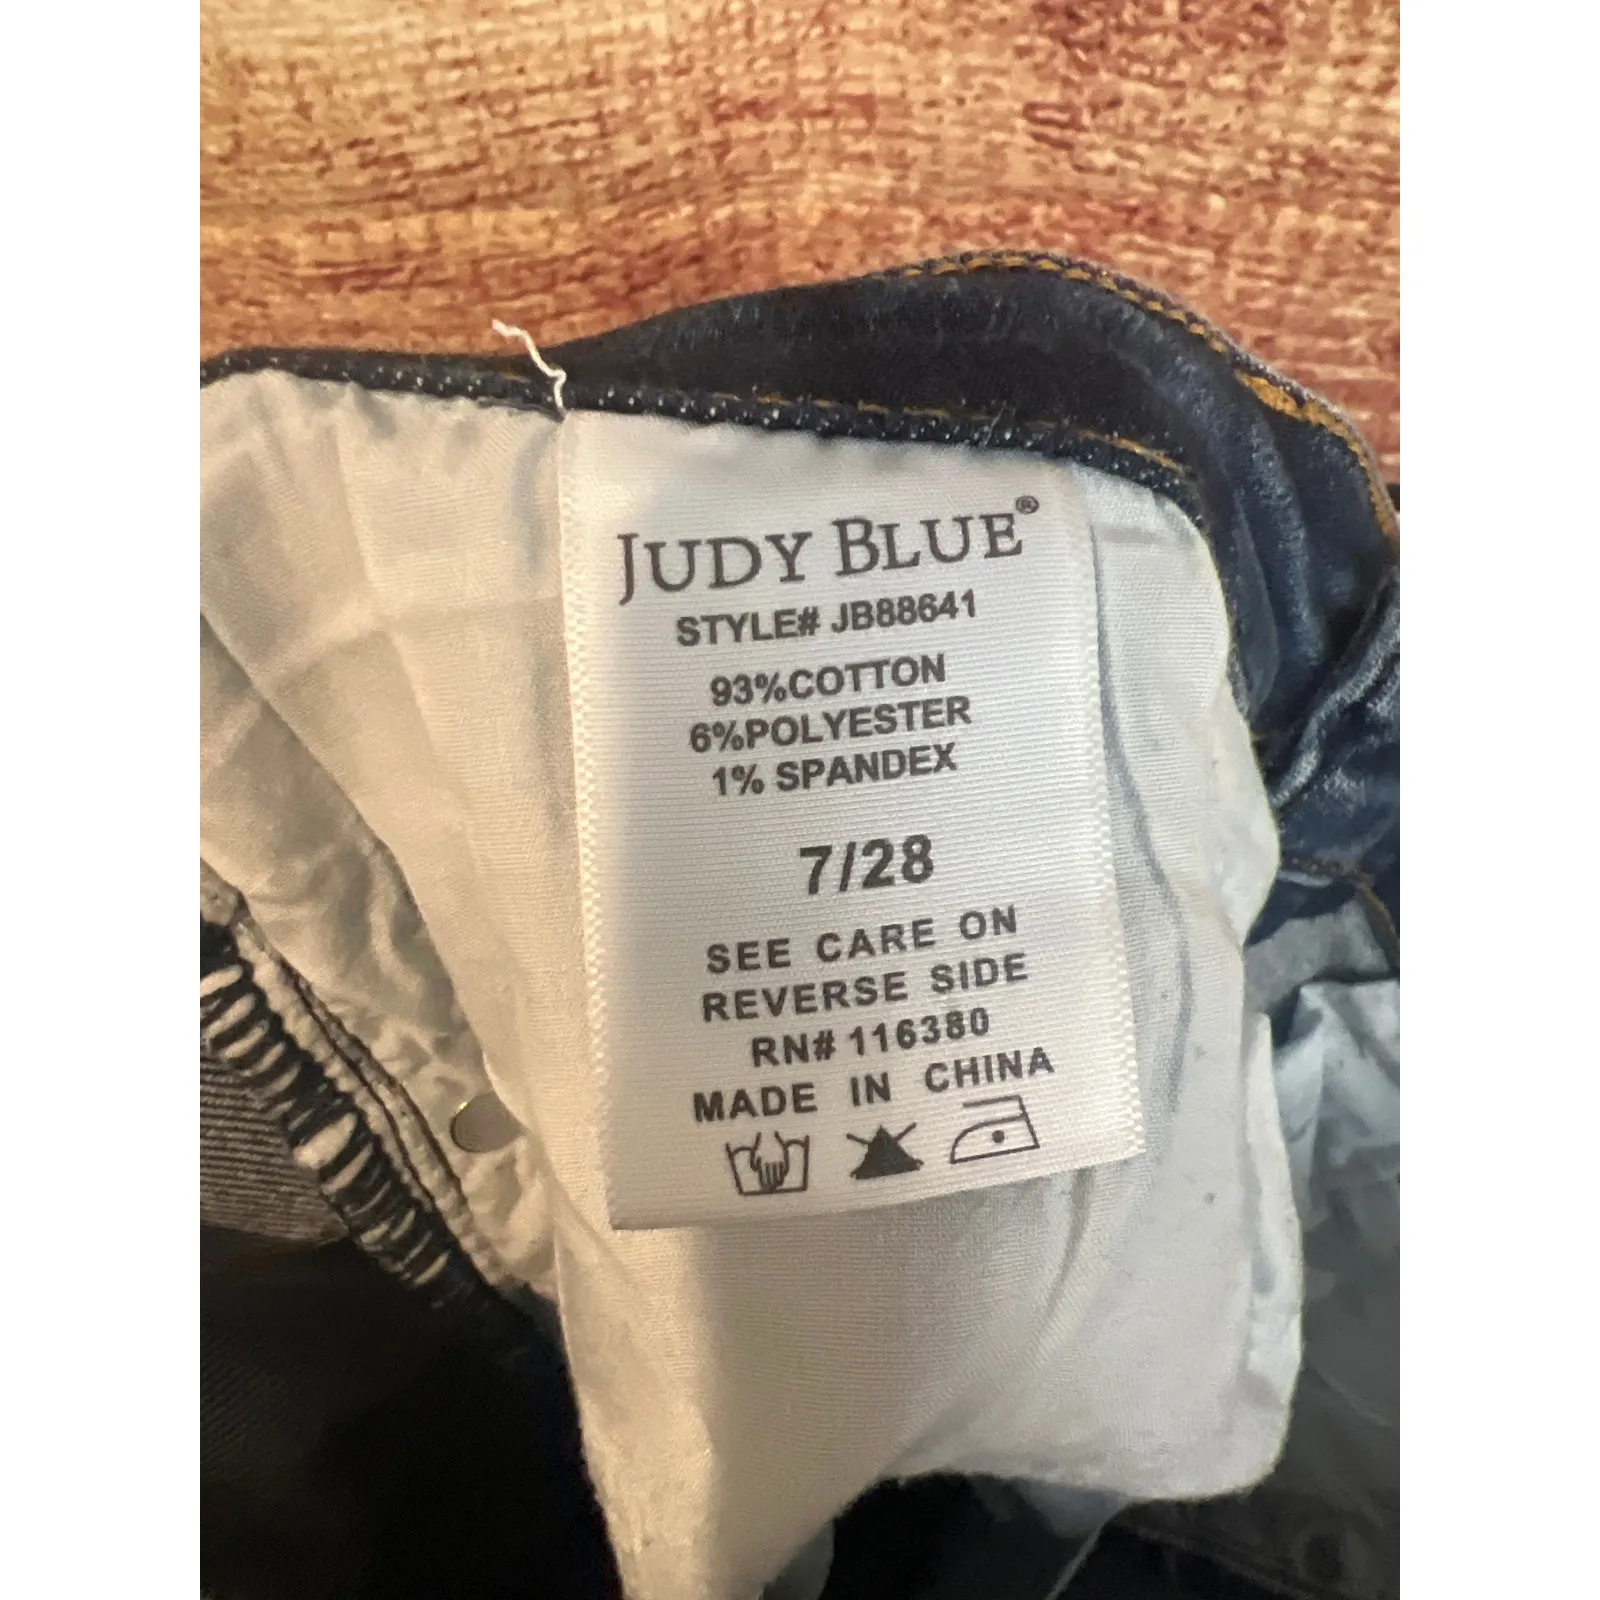 JUDY BLUE®
STYLE# JB88641
93%COTTON
6%POLYESTER
1% SPANDEX
7/28
SEE CARE ON
REVERSE SIDE
RN# 116380
MADE IN CHINA